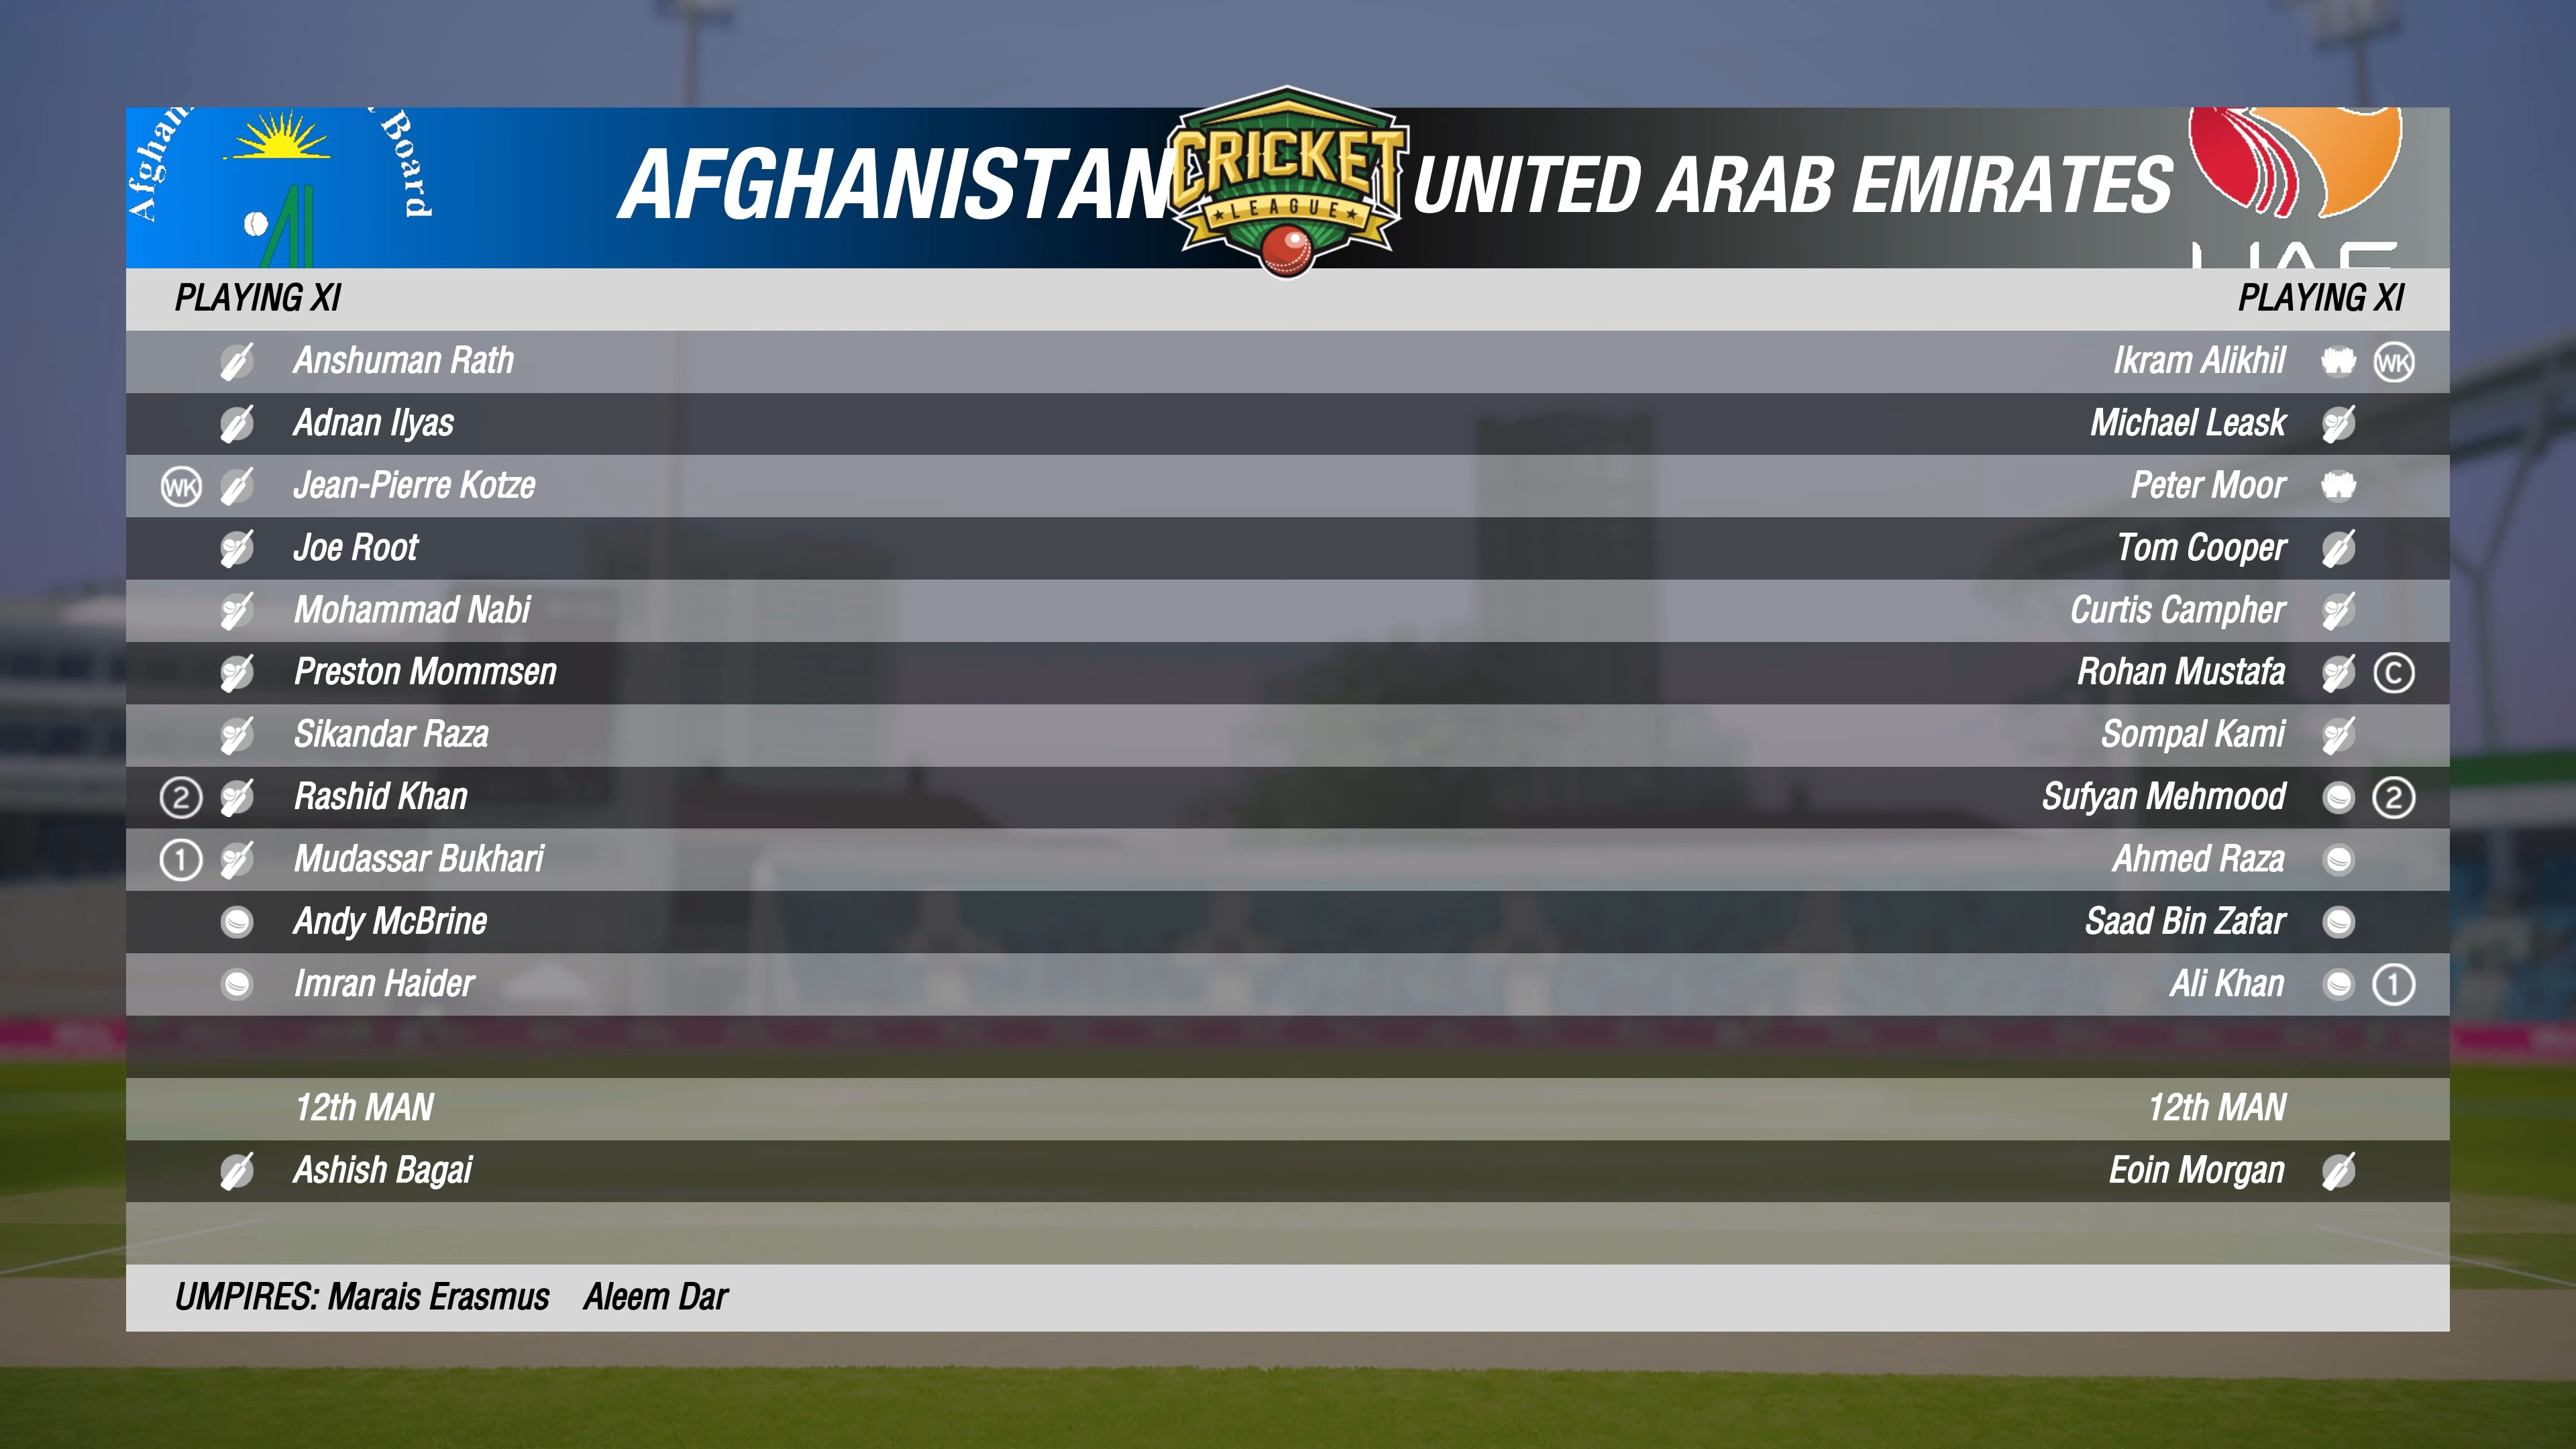 Afghan Board
AFGHANISTAN
CRICKET
LEAGUE
UNITED ARAB EMIRATES
UAE
PLAYING XI PLAYING XI
Anshuman Rath Ikram Alikhil WK
Adnan Ilyas Michael Leask
WK Jean-Pierre Kotze Peter Moor
Joe Root Tom Cooper
Mohammad Nabi Curtis Campher
Preston Mommsen Rohan Mustafa C
Sikandar Raza Sompal Kami
2 Rashid Khan Sufyan Mehmood 2
1 Mudassar Bukhari Ahmed Raza
Andy McBrine Saad Bin Zafar
Imran Haider Ali Khan 1
12th MAN 12th MAN
Ashish Bagai Eoin Morgan
UMPIRES: Marais Erasmus Aleem Dar